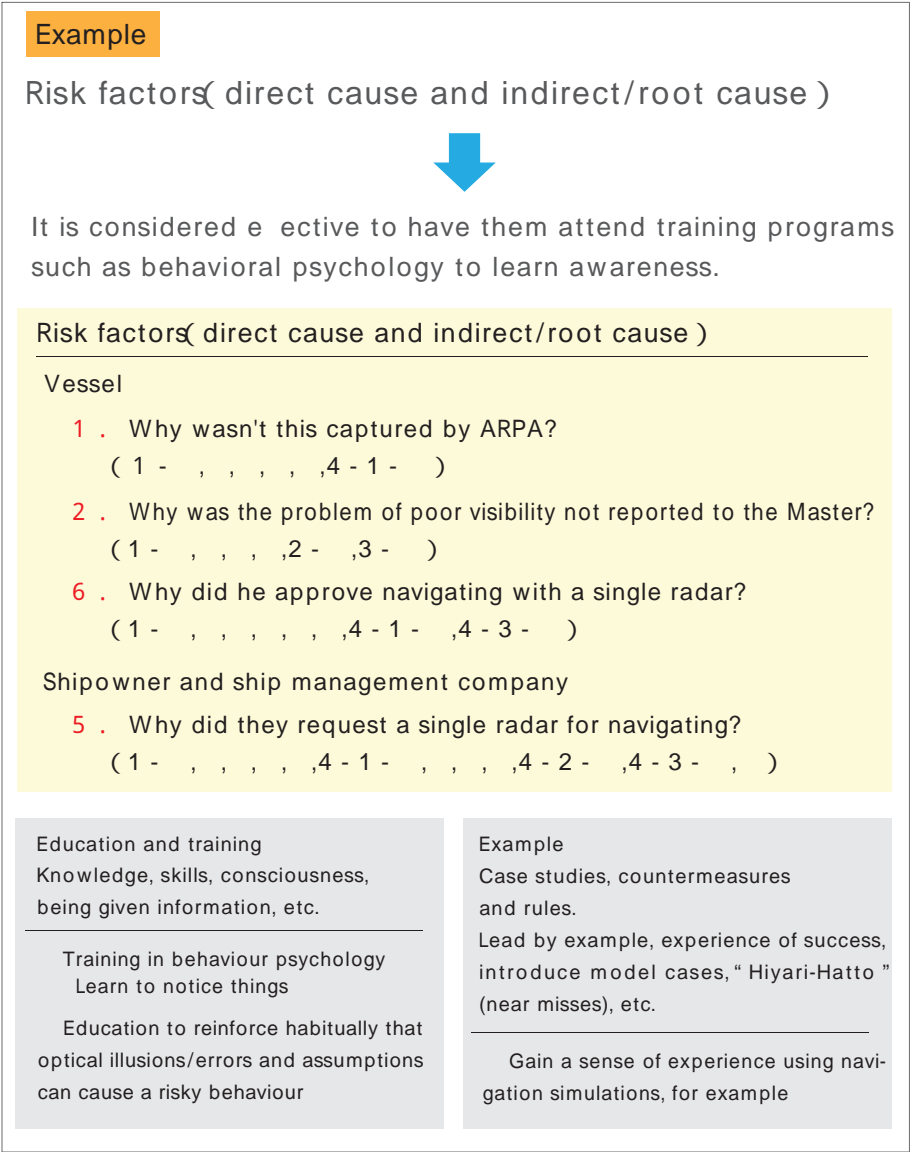 Example
Risk factors( direct cause and indirect/root cause )
It is considered e ective to have them attend training programs
such as behavioral psychology to learn awareness.
Risk factors( direct cause and indirect/root cause )
Vessel
1 . Why wasn't this captured by ARPA?
( 1 - , , , , ,4 - 1 - )
2 . Why was the problem of poor visibility not reported to the Master?
( 1 - , , , ,2 - ,3 - )
6 . Why did he approve navigating with a single radar?
( 1 - , , , , , ,4 - 1 - ,4 - 3 - )
Shipowner and ship management company
5 . Why did they request a single radar for navigating?
( 1 - , , , , ,4 - 1 - , , , ,4 - 2 - ,4 - 3 - , )
Education and training
Knowledge, skills, consciousness,
being given information, etc.
Training in behaviour psychology
Learn to notice things
Education to reinforce habitually that
optical illusions/errors and assumptions
can cause a risky behaviour
Example
Case studies, countermeasures
and rules.
Lead by example, experience of success,
introduce model cases, “ Hiyari-Hatto ”
(near misses), etc.
Gain a sense of experience using navi-
gation simulations, for example